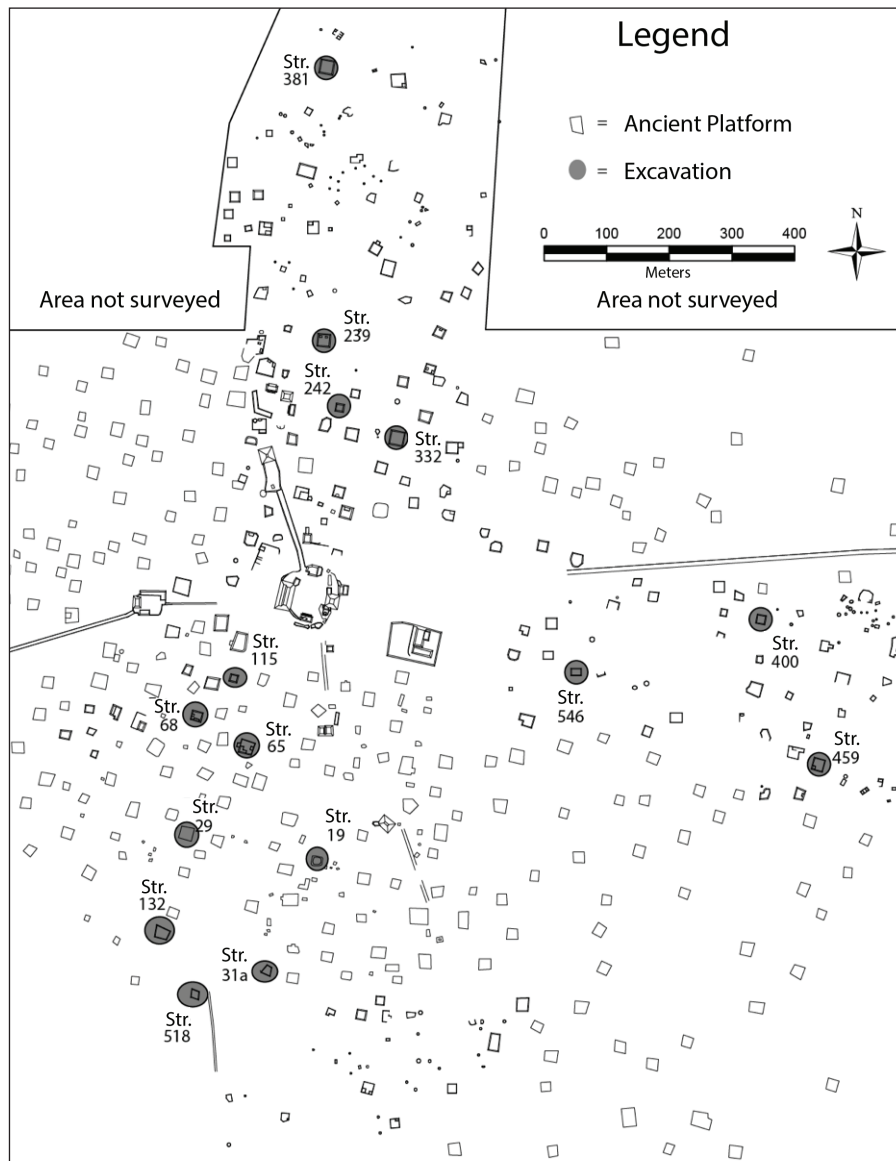 Legend
Str.
381
= Ancient Platform
= Excavation
N
0 100 200 300 400
Meters
Area not surveyed
Area not surveyed
Str.
239
Str.
242
Str.
332
Str.
400
Str.
115
Str.
546
Str.
68
Str.
65
Str.
459
Str.
29
Str.
19
Str.
132
Str.
31a
Str.
518